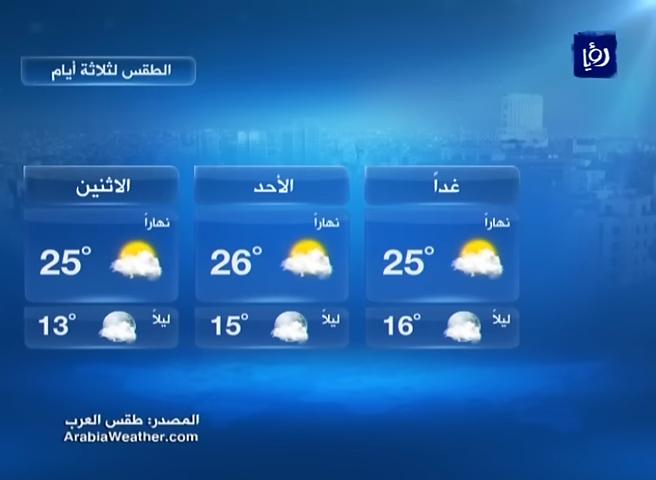 رؤيا
الطقس لثلاثة أيام
غداً
نهاراً
25°
ليلاً
16°
الأحد
نهاراً
26°
ليلاً
15°
الاثنين
نهاراً
25°
ليلاً
13°
المصدر: طقس العرب
ArabiaWeather.com